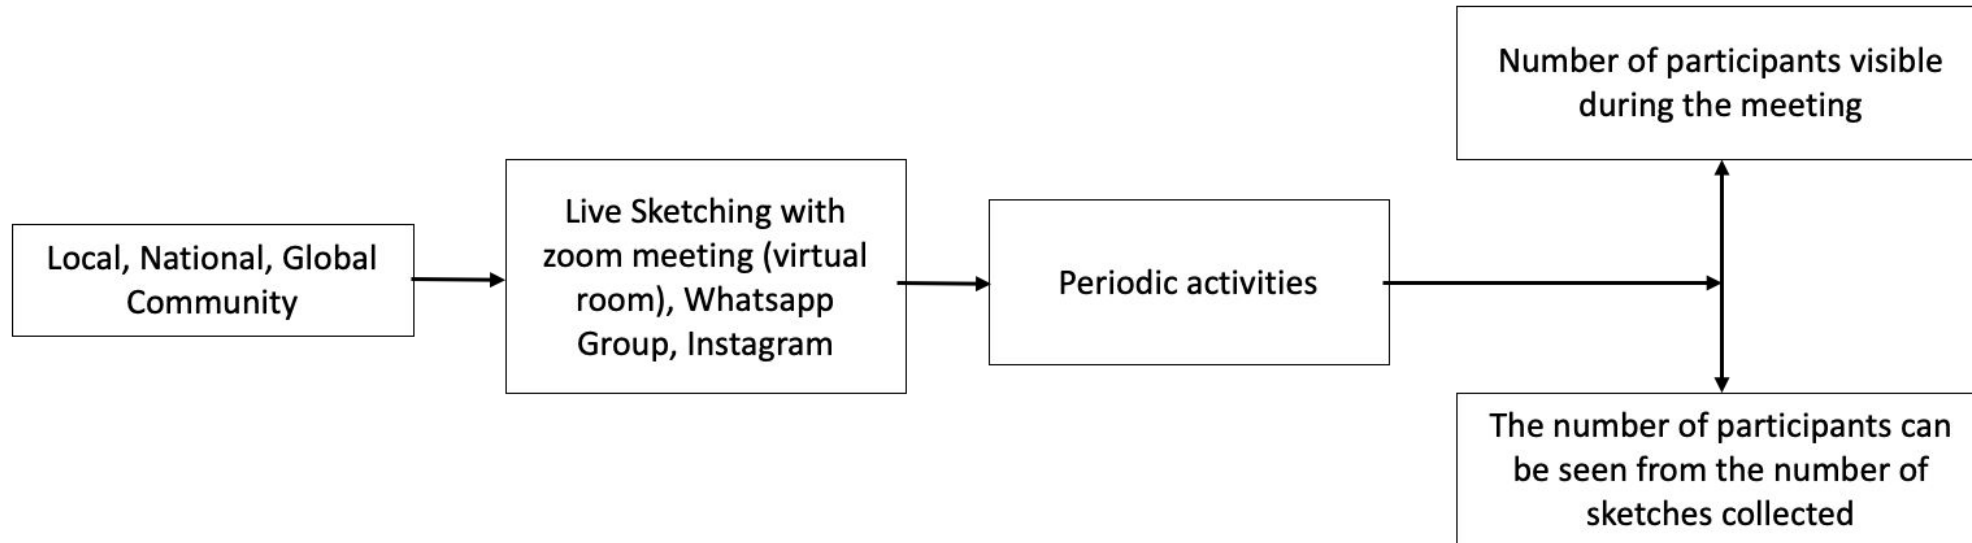 Local, National, Global
Community
Live Sketching with
zoom meeting (virtual
room), Whatsapp
Group, Instagram
Periodic activities
Number of participants visible
during the meeting
The number of participants can
be seen from the number of
sketches collected